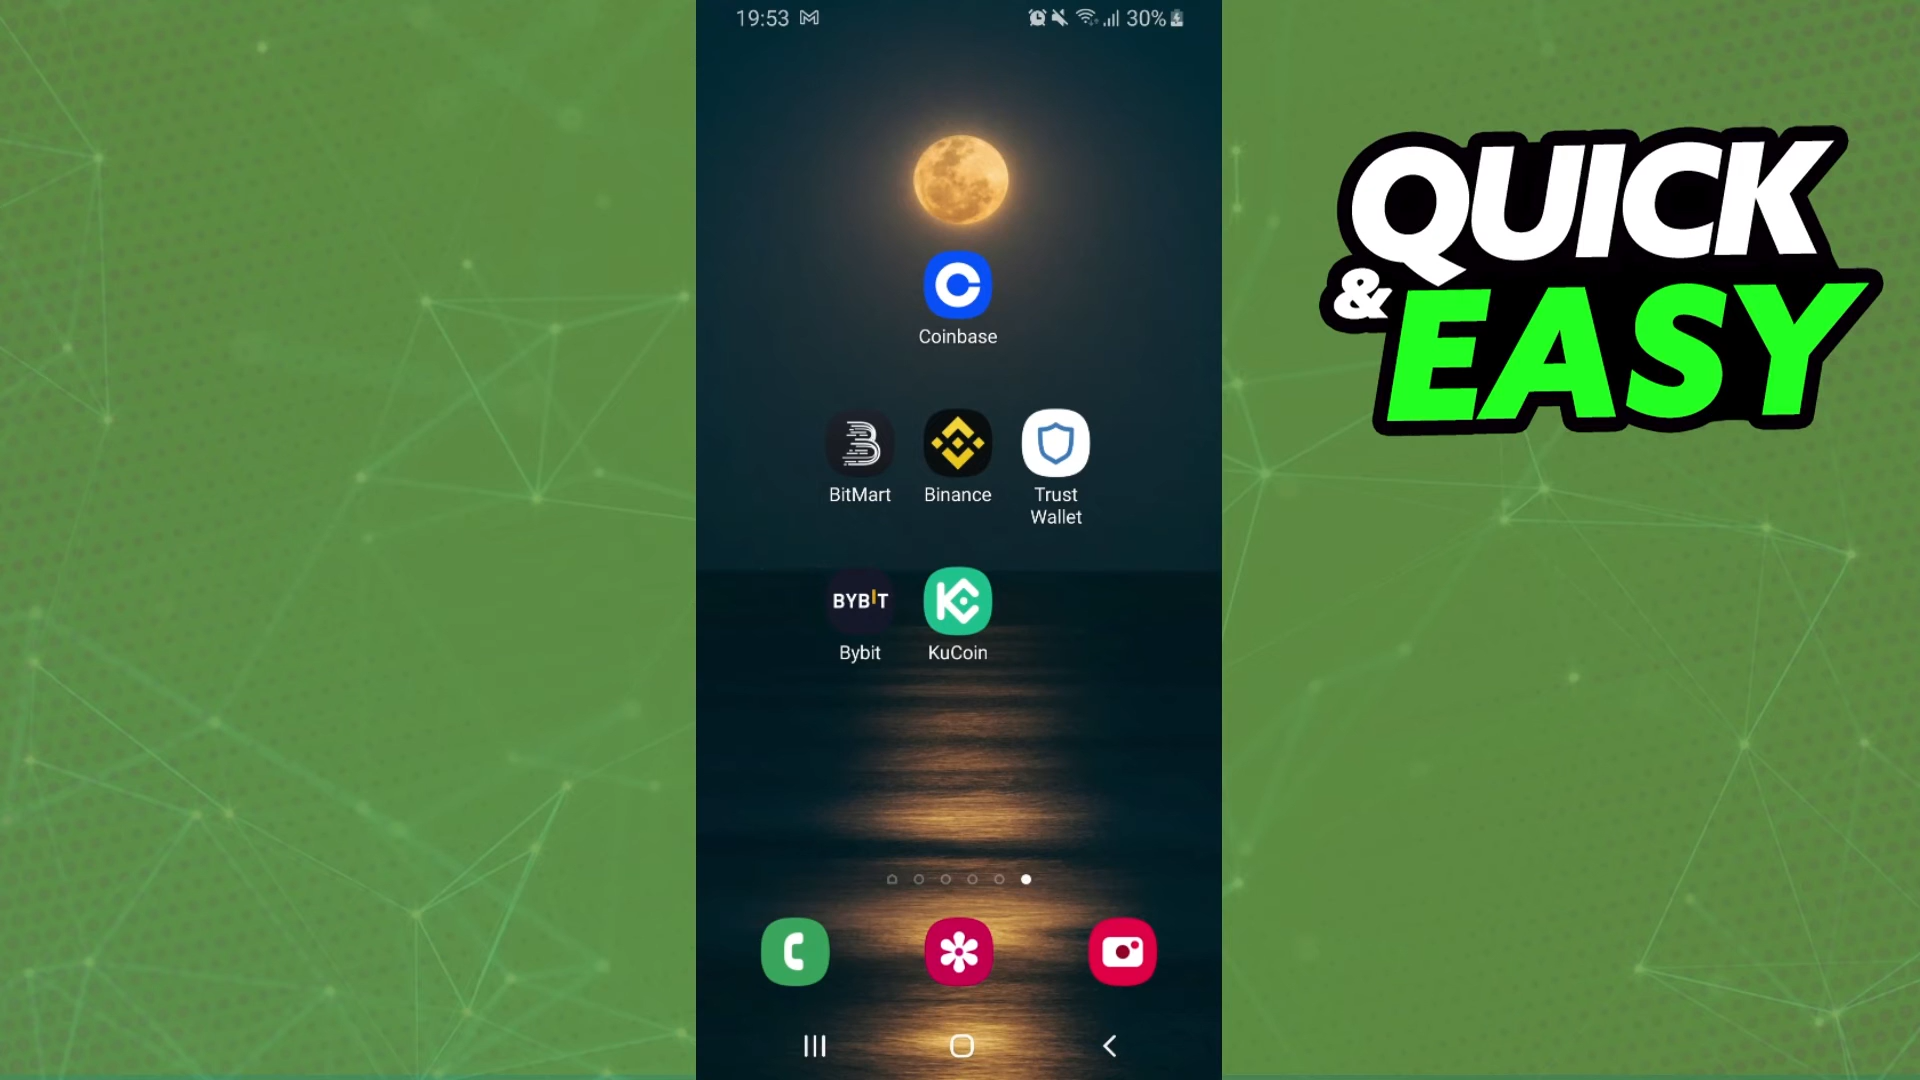 19:53
30%
QUICK
& EASY
Coinbase
BitMart
Binance
Trust
Wallet
BYBIT
Bybit
KuCoin